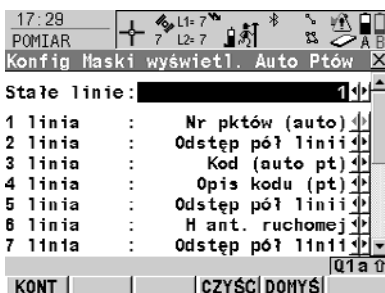 17:29
POMIAR
7
L1= 7
L2= 7
A B
Konfig Maski wyświetl. Auto Ptów
Stałe linie: 1
1 linia : Nr pktów (auto)
2 linia : Odstęp pół linii
3 linia : Kod (auto pt)
4 linia : Opis kodu (pt)
5 linia : Odstęp pół linii
6 linia : H ant. ruchomej
7 linia : Odstęp pół linii
Q1a
KONT CZYŚĆ DOMYŚ